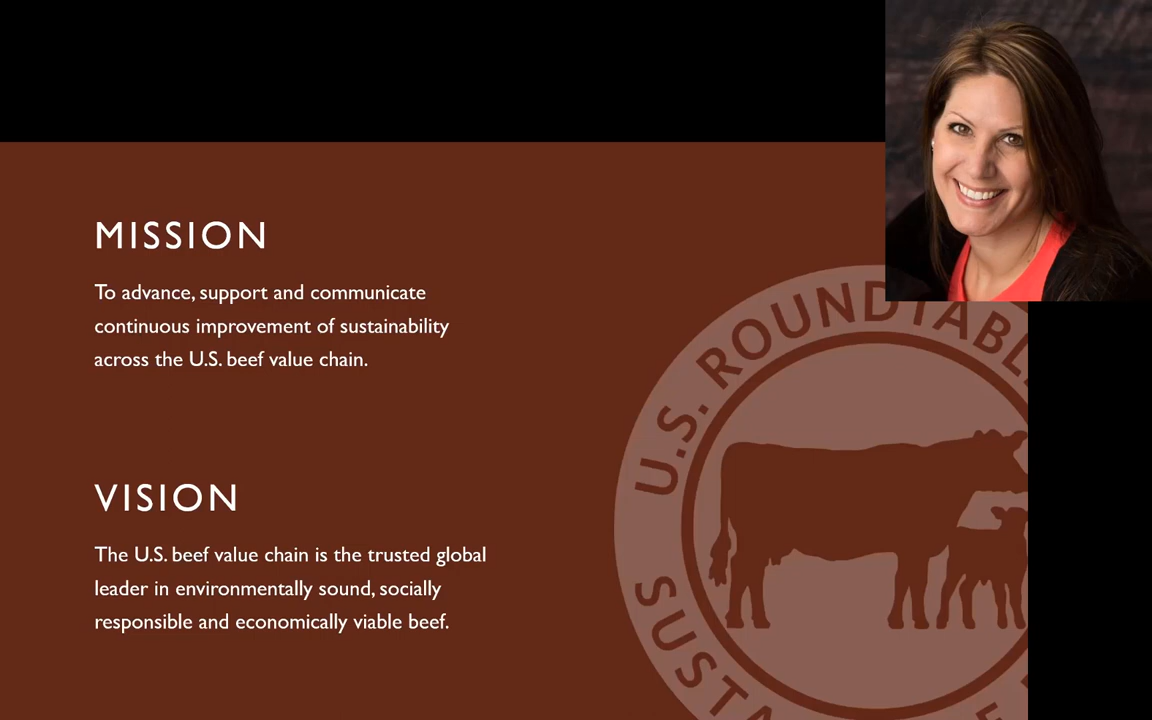 MISSION
To advance, support and communicate
continuous improvement of sustainability
across the U.S. beef value chain.
VISION
The U.S. beef value chain is the trusted global
leader in environmentally sound, socially
responsible and economically viable beef.
U.S. ROUNDTABL
SUSTA